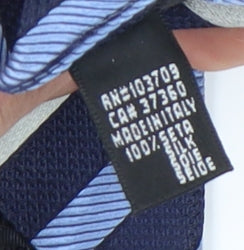 RN#103709
CA# 37360
MADE IN ITALY
100% SETA
SILK
SOIE
SEIDE